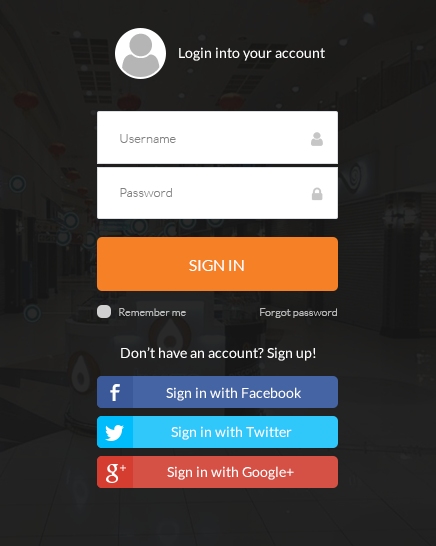 Login into your account
Username
Password
SIGN IN
Remember me
Forgot password
Don't have an account? Sign up!
f Sign in with Facebook
Sign in with Twitter
g+ Sign in with Google+